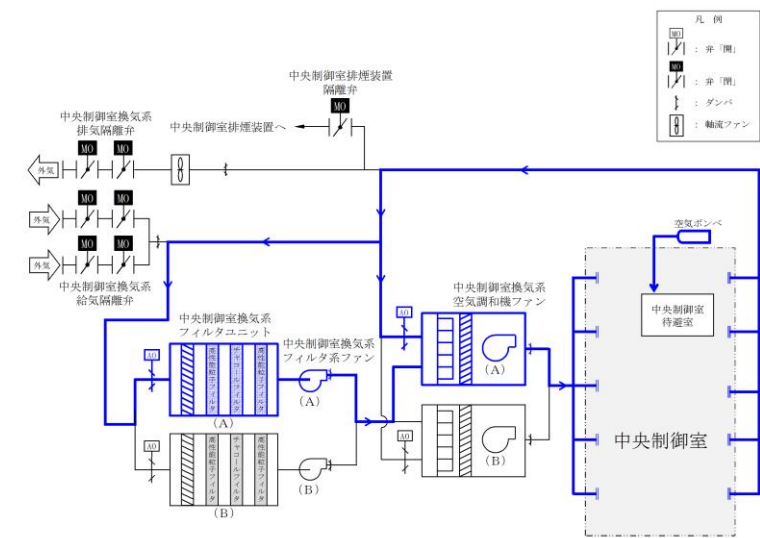 凡 例
MO
: 弁「開」
MO
: 弁「閉」
: ダンパ
: 軸流ファン
中央制御室排煙装置
隔離弁
MO
中央制御室排煙装置へ
中央制御室換気系
排気隔離弁
MO MO
外気
MO MO
外気
MO MO
外気
中央制御室換気系
給気隔離弁
空気ボンベ
中央制御室
待避室
中央制御室換気系
空気調和機ファン
AO
(A)
中央制御室換気系
フィルタユニット
中央制御室換気系
フィルタ系ファン
AO
高性能粒子フィルタ
チャコールフィルタ
高性能粒子フィルタ
(A)
(A)
AO
(B)
AO
高性能粒子フィルタ
チャコールフィルタ
高性能粒子フィルタ
(B)
(B)
中央制御室